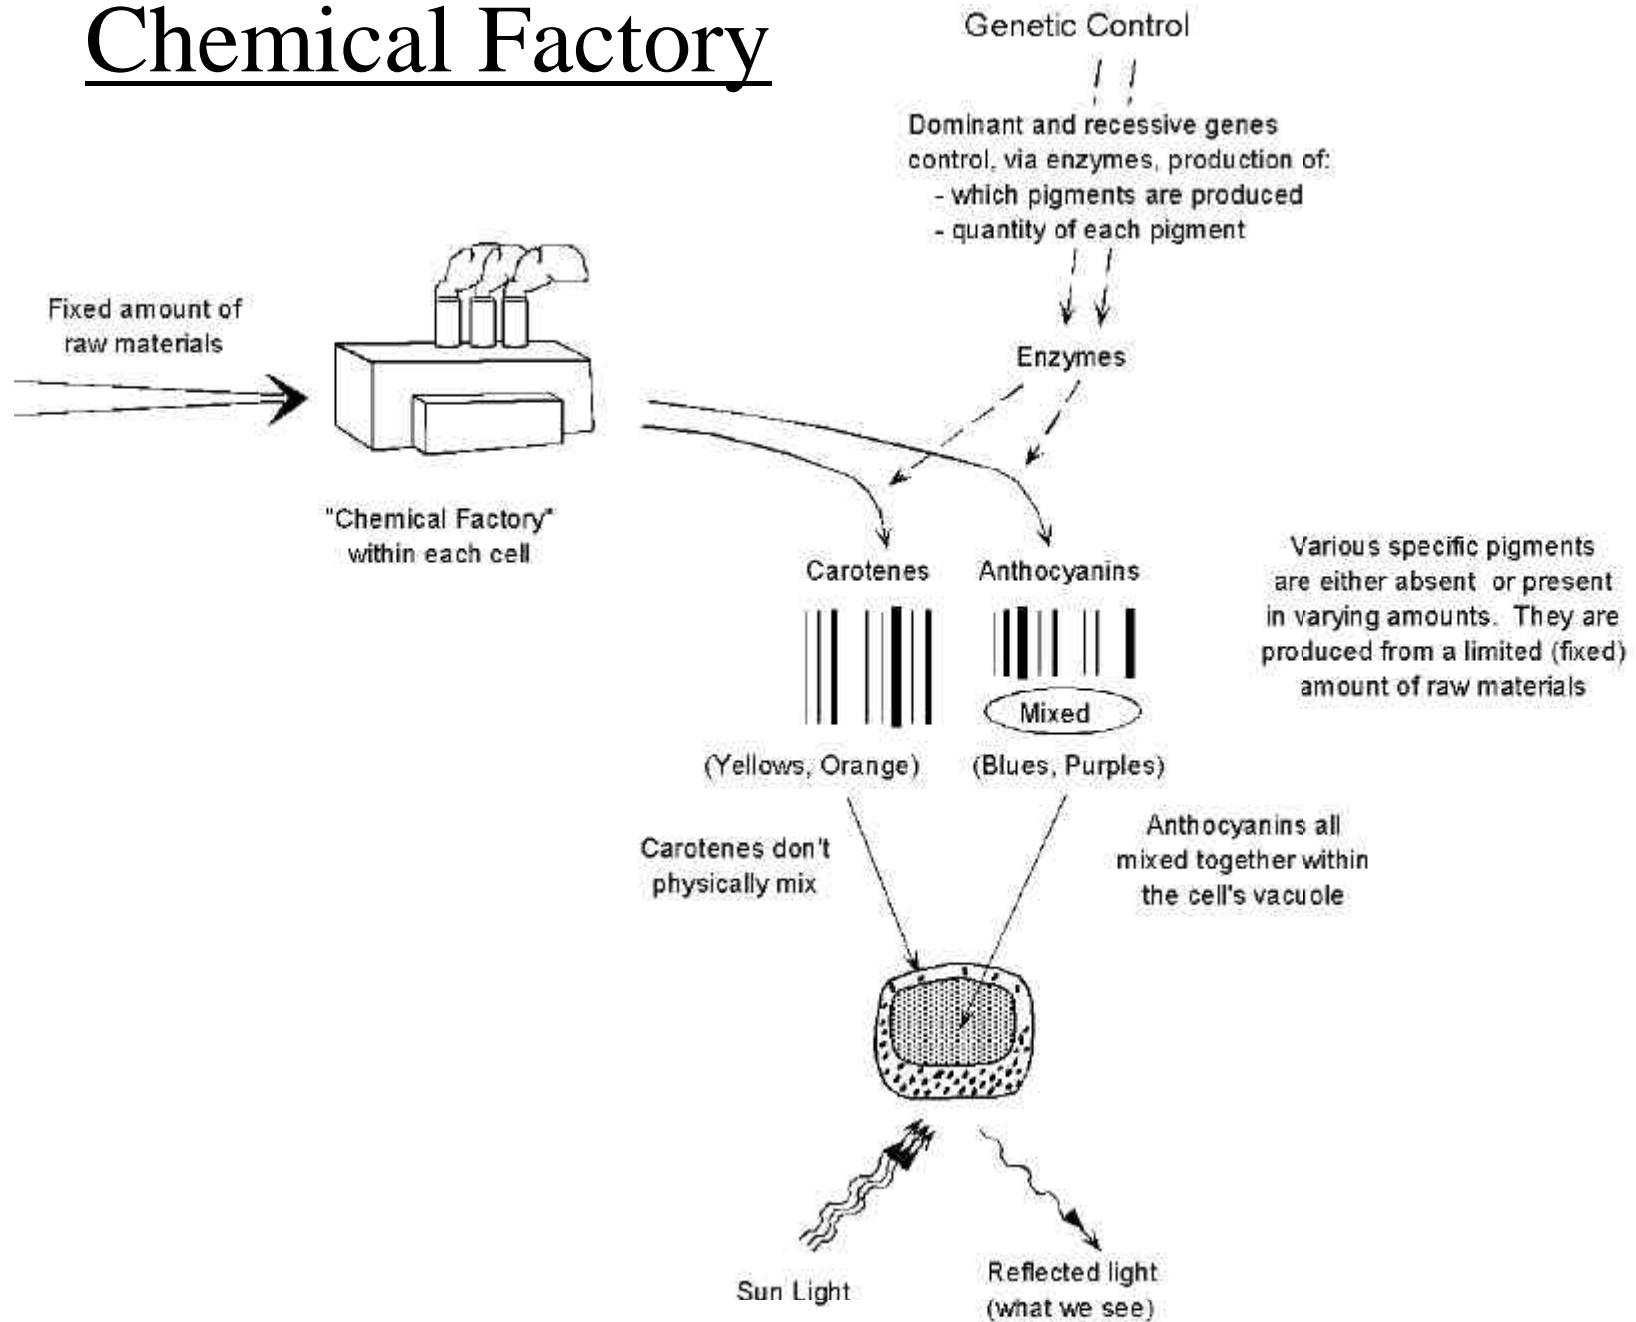 Chemical Factory
Genetic Control
Dominant and recessive genes
control, via enzymes, production of:
- which pigments are produced
- quantity of each pigment
Fixed amount of
raw materials
Enzymes
"Chemical Factory"
within each cell
Carotenes
Anthocyanins
Various specific pigments
are either absent or present
in varying amounts. They are
produced from a limited (fixed)
amount of raw materials
Mixed
(Yellows, Orange)
(Blues, Purples)
Carotenes don't
physically mix
Anthocyanins all
mixed together within
the cell's vacuole
Sun Light
Reflected light
(what we see)